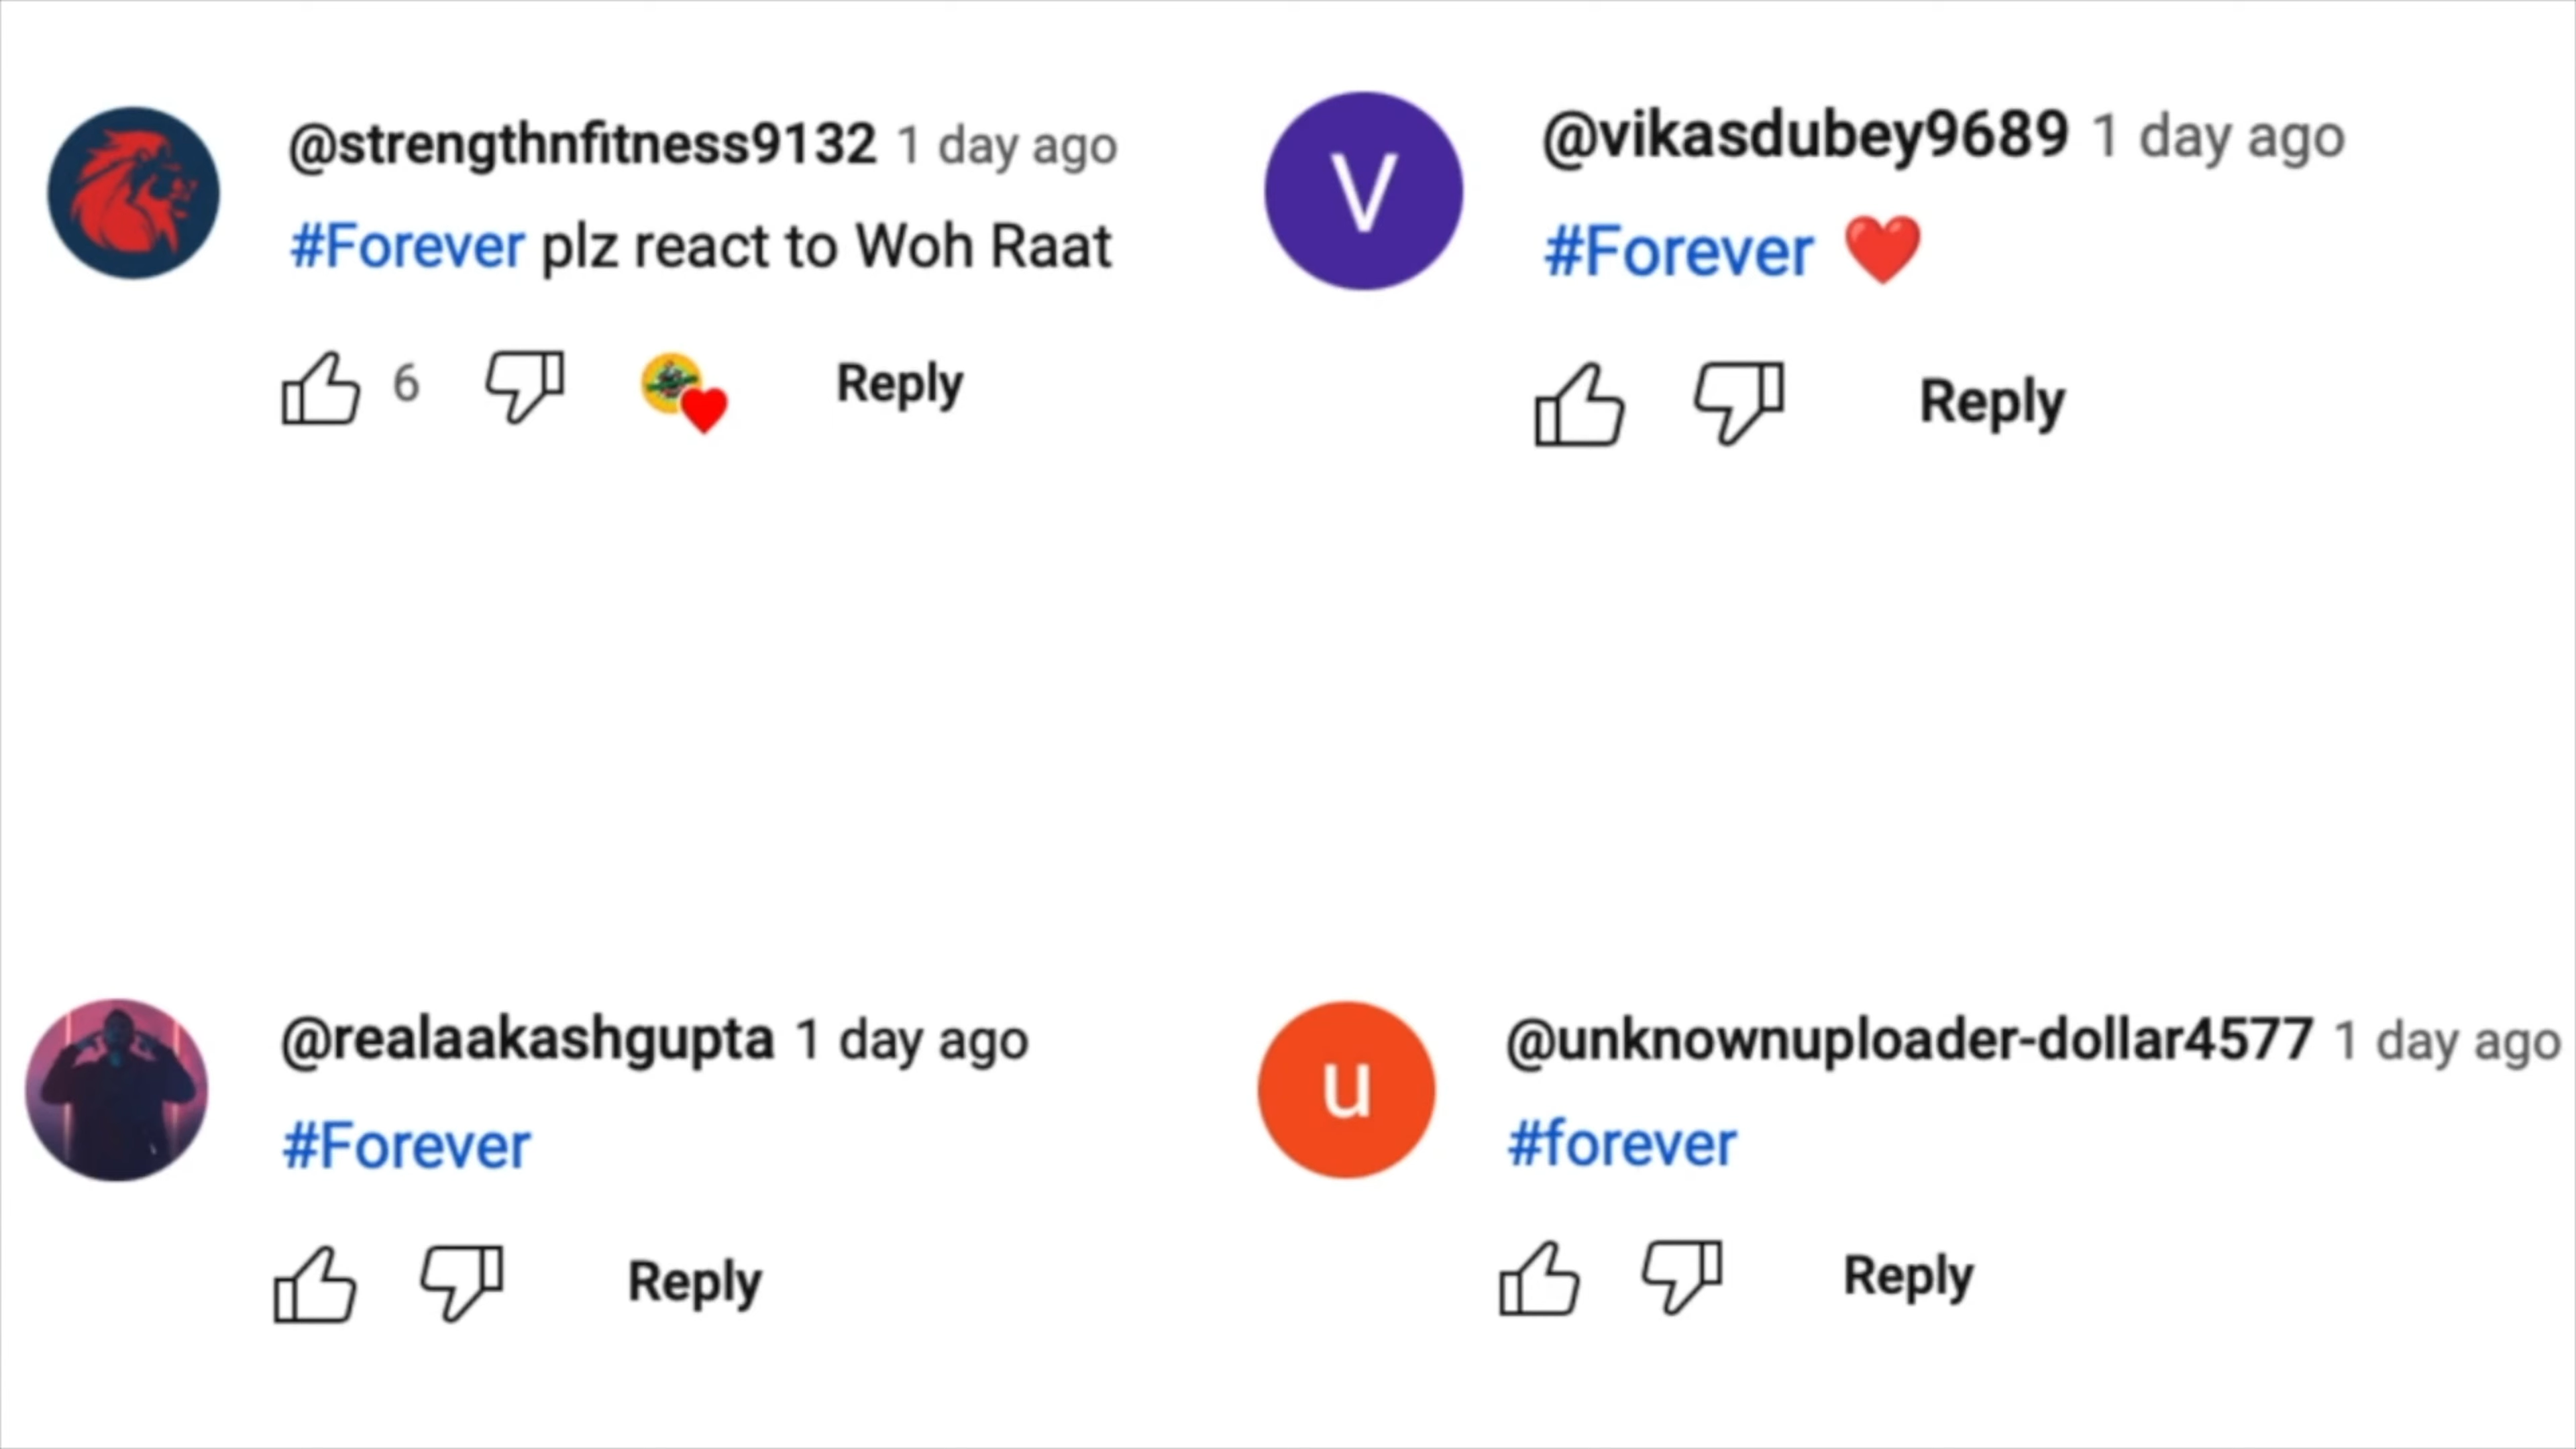 @strengthnfitness9132 1 day ago
#Forever plz react to Woh Raat
6 Reply
V
@vikasdubey9689 1 day ago
#Forever ❤️
Reply
@realaakashgupta 1 day ago
#Forever
Reply
u
@unknownuploader-dollar4577 1 day ago
#forever
Reply